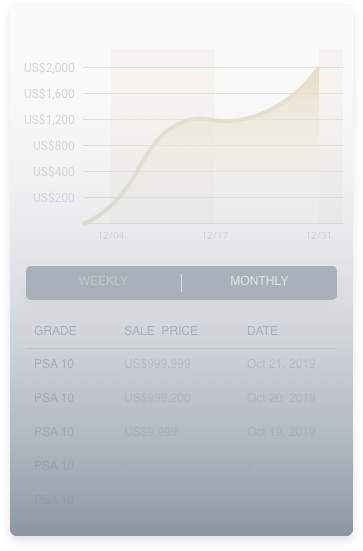 US$2,000
US$1,600
US$1,200
US$800
US$400
US$200
12/04 12/17 12/31
WEEKLY MONTHLY
GRADE SALE PRICE DATE
PSA 10 US$999,999 Oct 21, 2019
PSA 10 US$999,200 Oct 20, 2019
PSA 10 US$9,999 Oct 19, 2019
PSA 10 - -
PSA 10